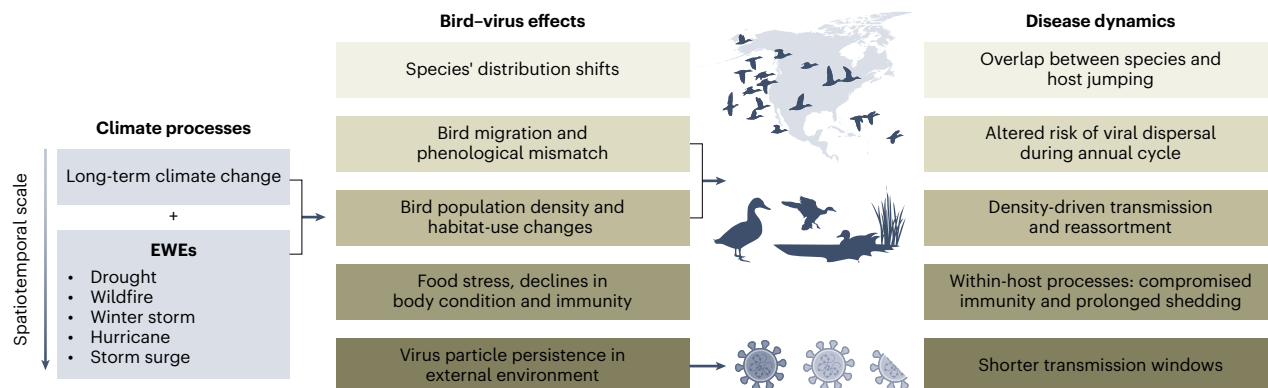 Climate processes
Spatiotemporal scale
Long-term climate change
+
EWEs
• Drought
• Wildfire
• Winter storm
• Hurricane
• Storm surge
Bird–virus effects
Species' distribution shifts
Bird migration and
phenological mismatch
Bird population density and
habitat-use changes
Food stress, declines in
body condition and immunity
Virus particle persistence in
external environment
Disease dynamics
Overlap between species and
host jumping
Altered risk of viral dispersal
during annual cycle
Density-driven transmission
and reassortment
Within-host processes: compromised
immunity and prolonged shedding
Shorter transmission windows